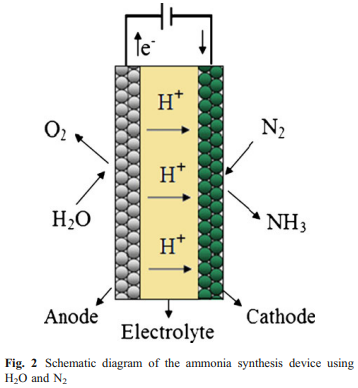 e-
H+
O2
N2
H+
H2O
NH3
H+
Anode
Cathode
Electrolyte
Fig. 2 Schematic diagram of the ammonia synthesis device using
H2O and N2